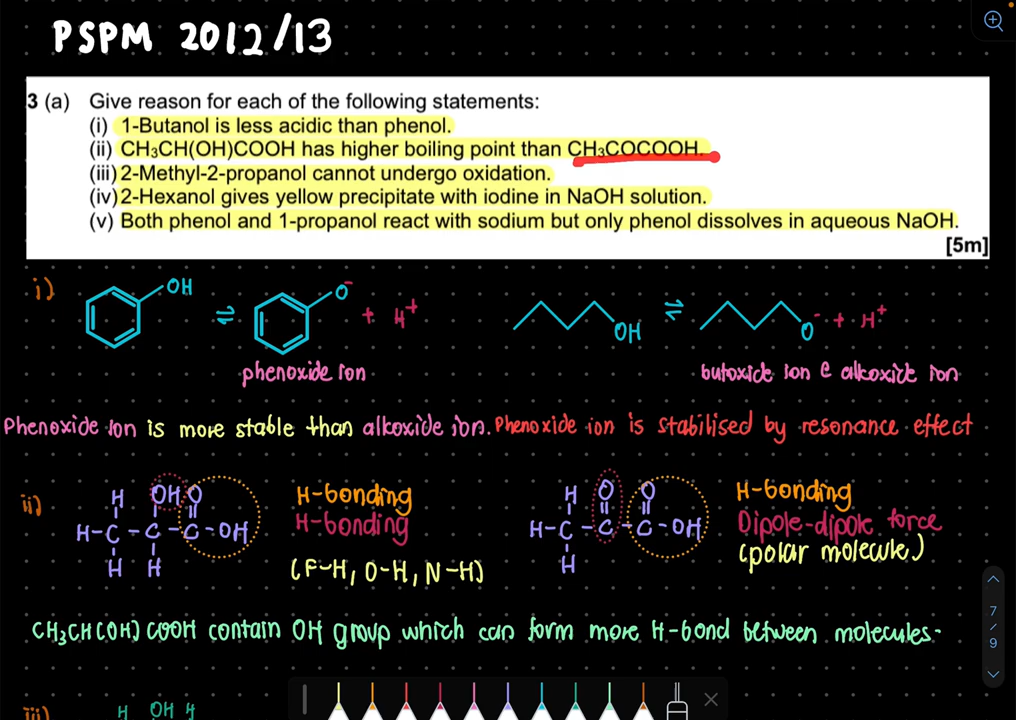 PSPM 2012/13
3 (a) Give reason for each of the following statements:
(i) 1-Butanol is less acidic than phenol.
(ii) CH₃CH(OH)COOH has higher boiling point than CH₃COCOOH.
(iii) 2-Methyl-2-propanol cannot undergo oxidation.
(iv) 2-Hexanol gives yellow precipitate with iodine in NaOH solution.
(v) Both phenol and 1-propanol react with sodium but only phenol dissolves in aqueous NaOH.
[5m]
i) OH ⇌ O⁻ + H⁺ OH ⇌ O⁻ + H⁺
phenoxide ion butoxide ion @ alkoxide ion
Phenoxide ion is more stable than alkoxide ion. Phenoxide ion is stabilised by resonance effect
H OH O H-bonding H O O H-bonding
ii) H-C-C-C-OH H-bonding H-C-C-C-OH Dipole-dipole force
H H (F-H, O-H, N-H) H (polar molecule)
CH₃CH(OH)COOH contain OH group which can form more H-bond between molecules.
7
/
9
iii) H OH H